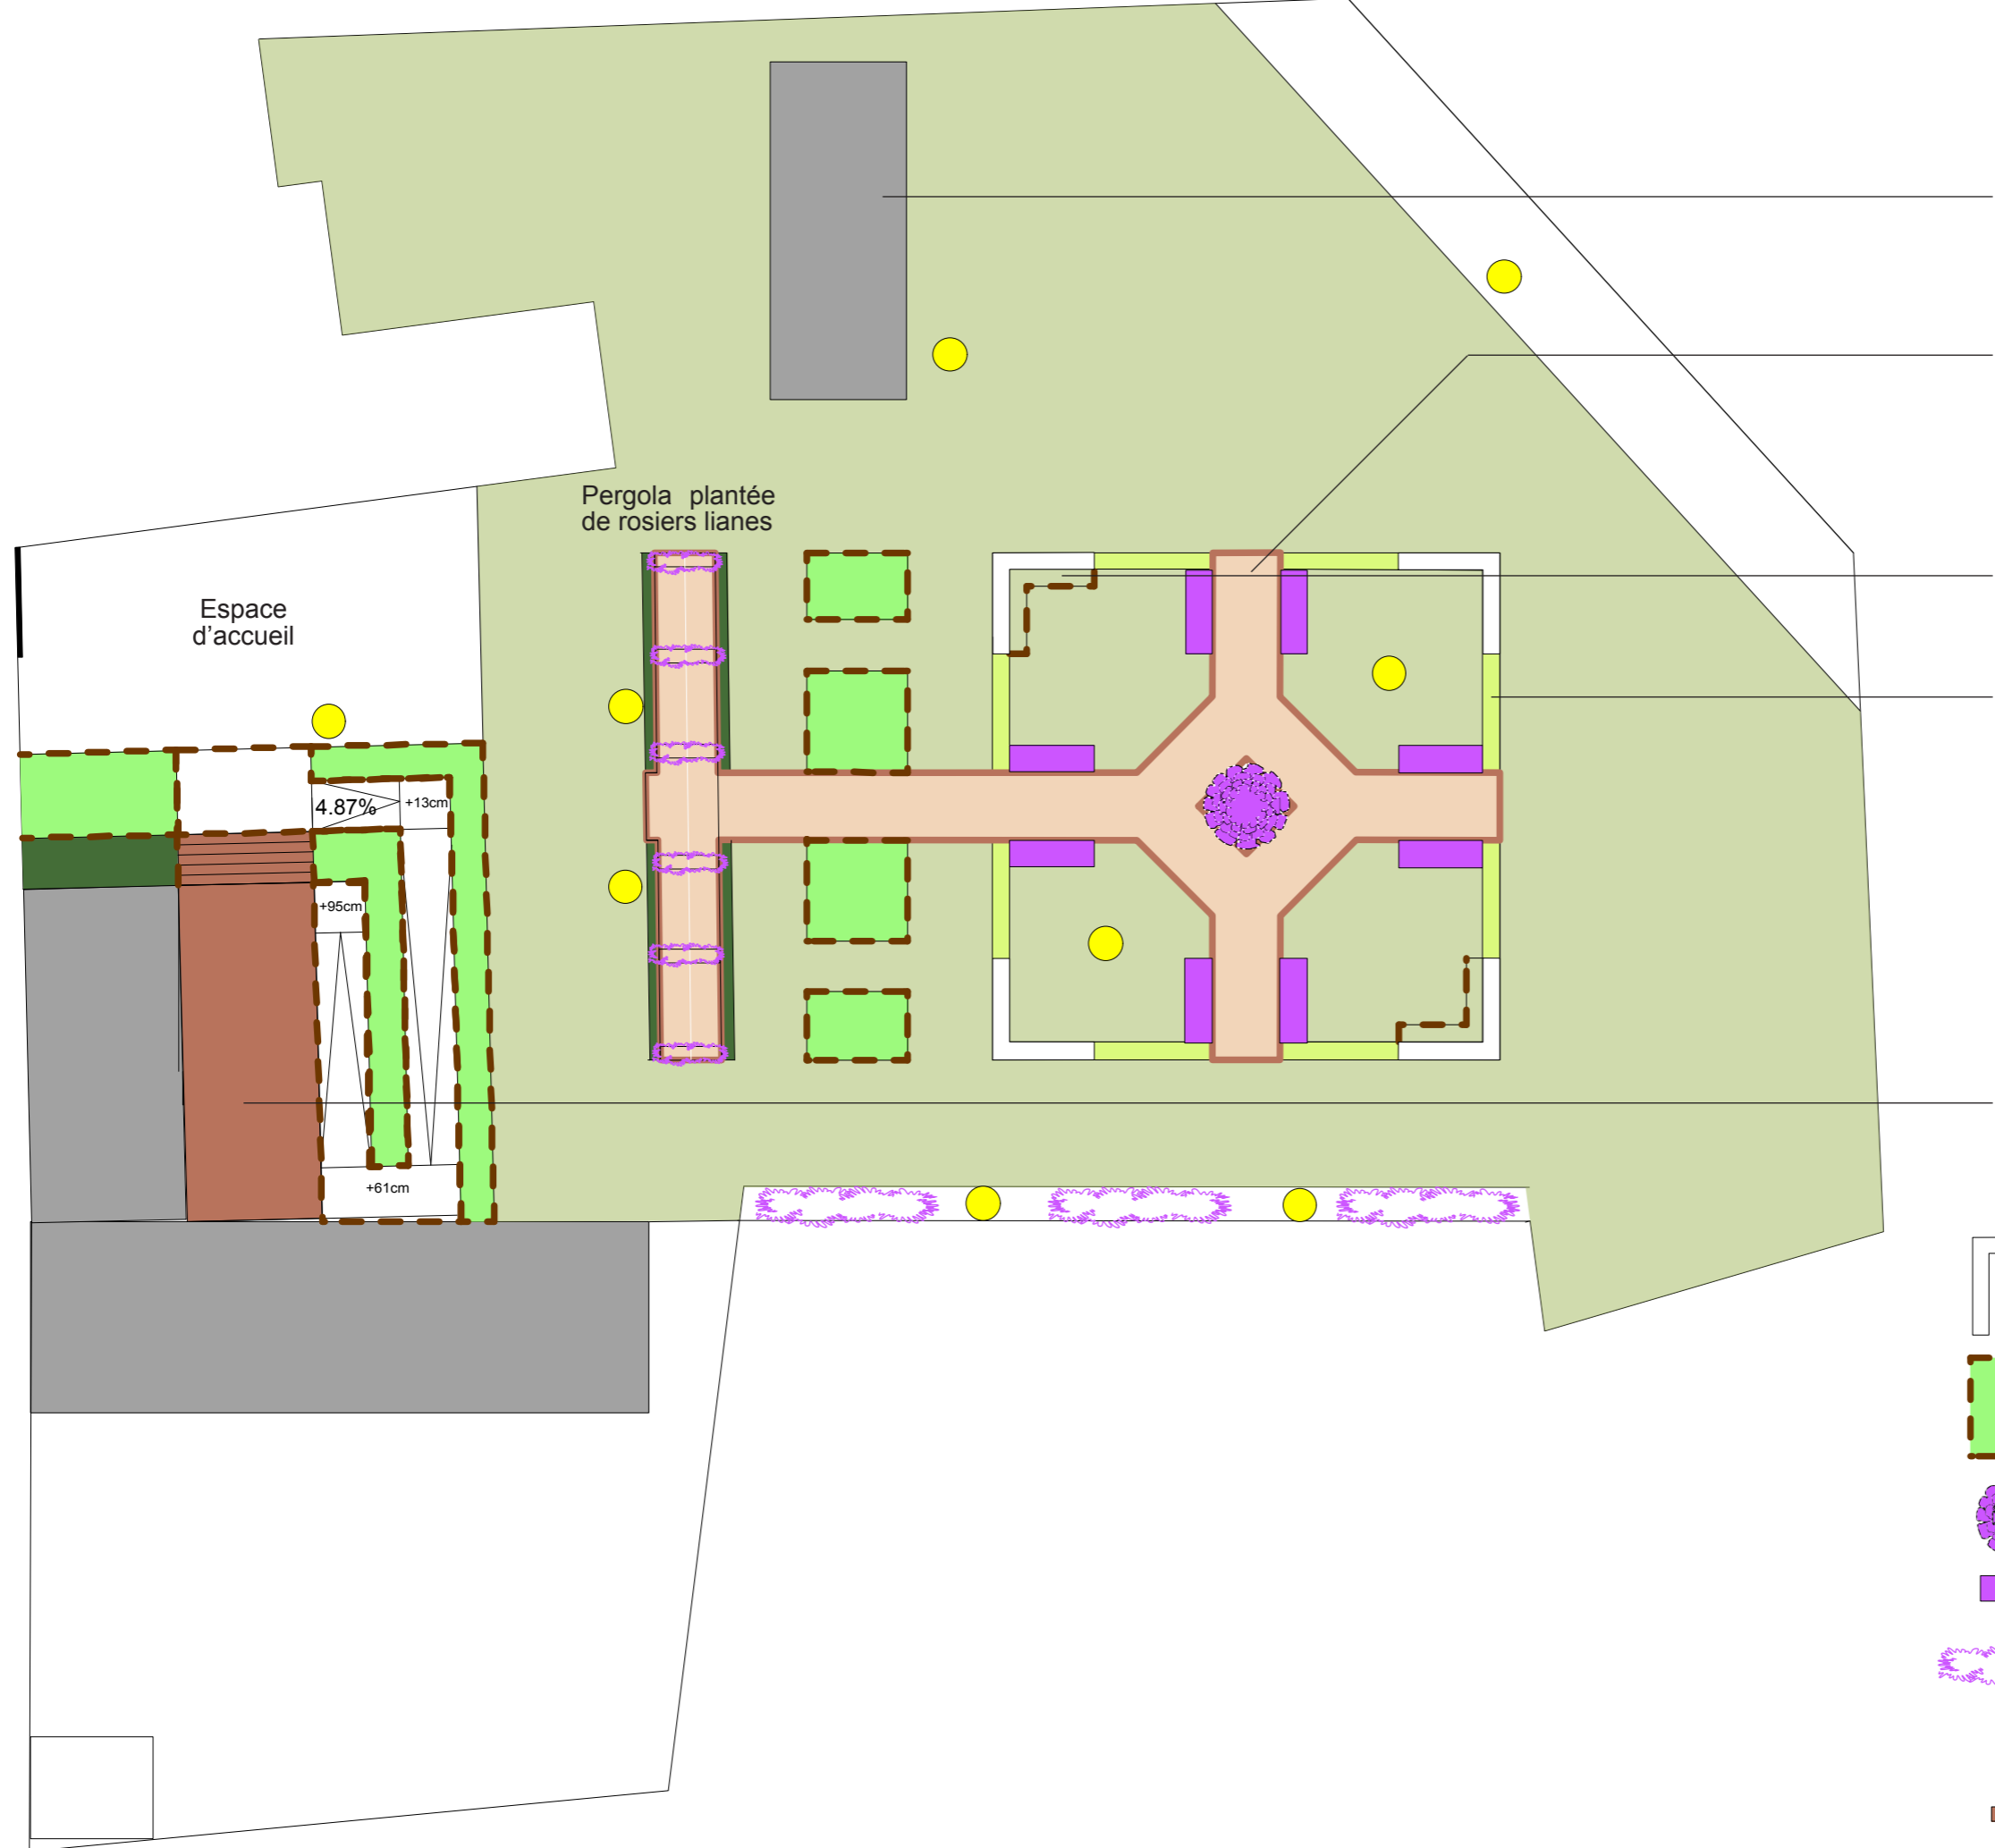 Pergola plantée
de rosiers lianes
Espace
d'accueil
4.87%
+13cm
+95cm
+61cm